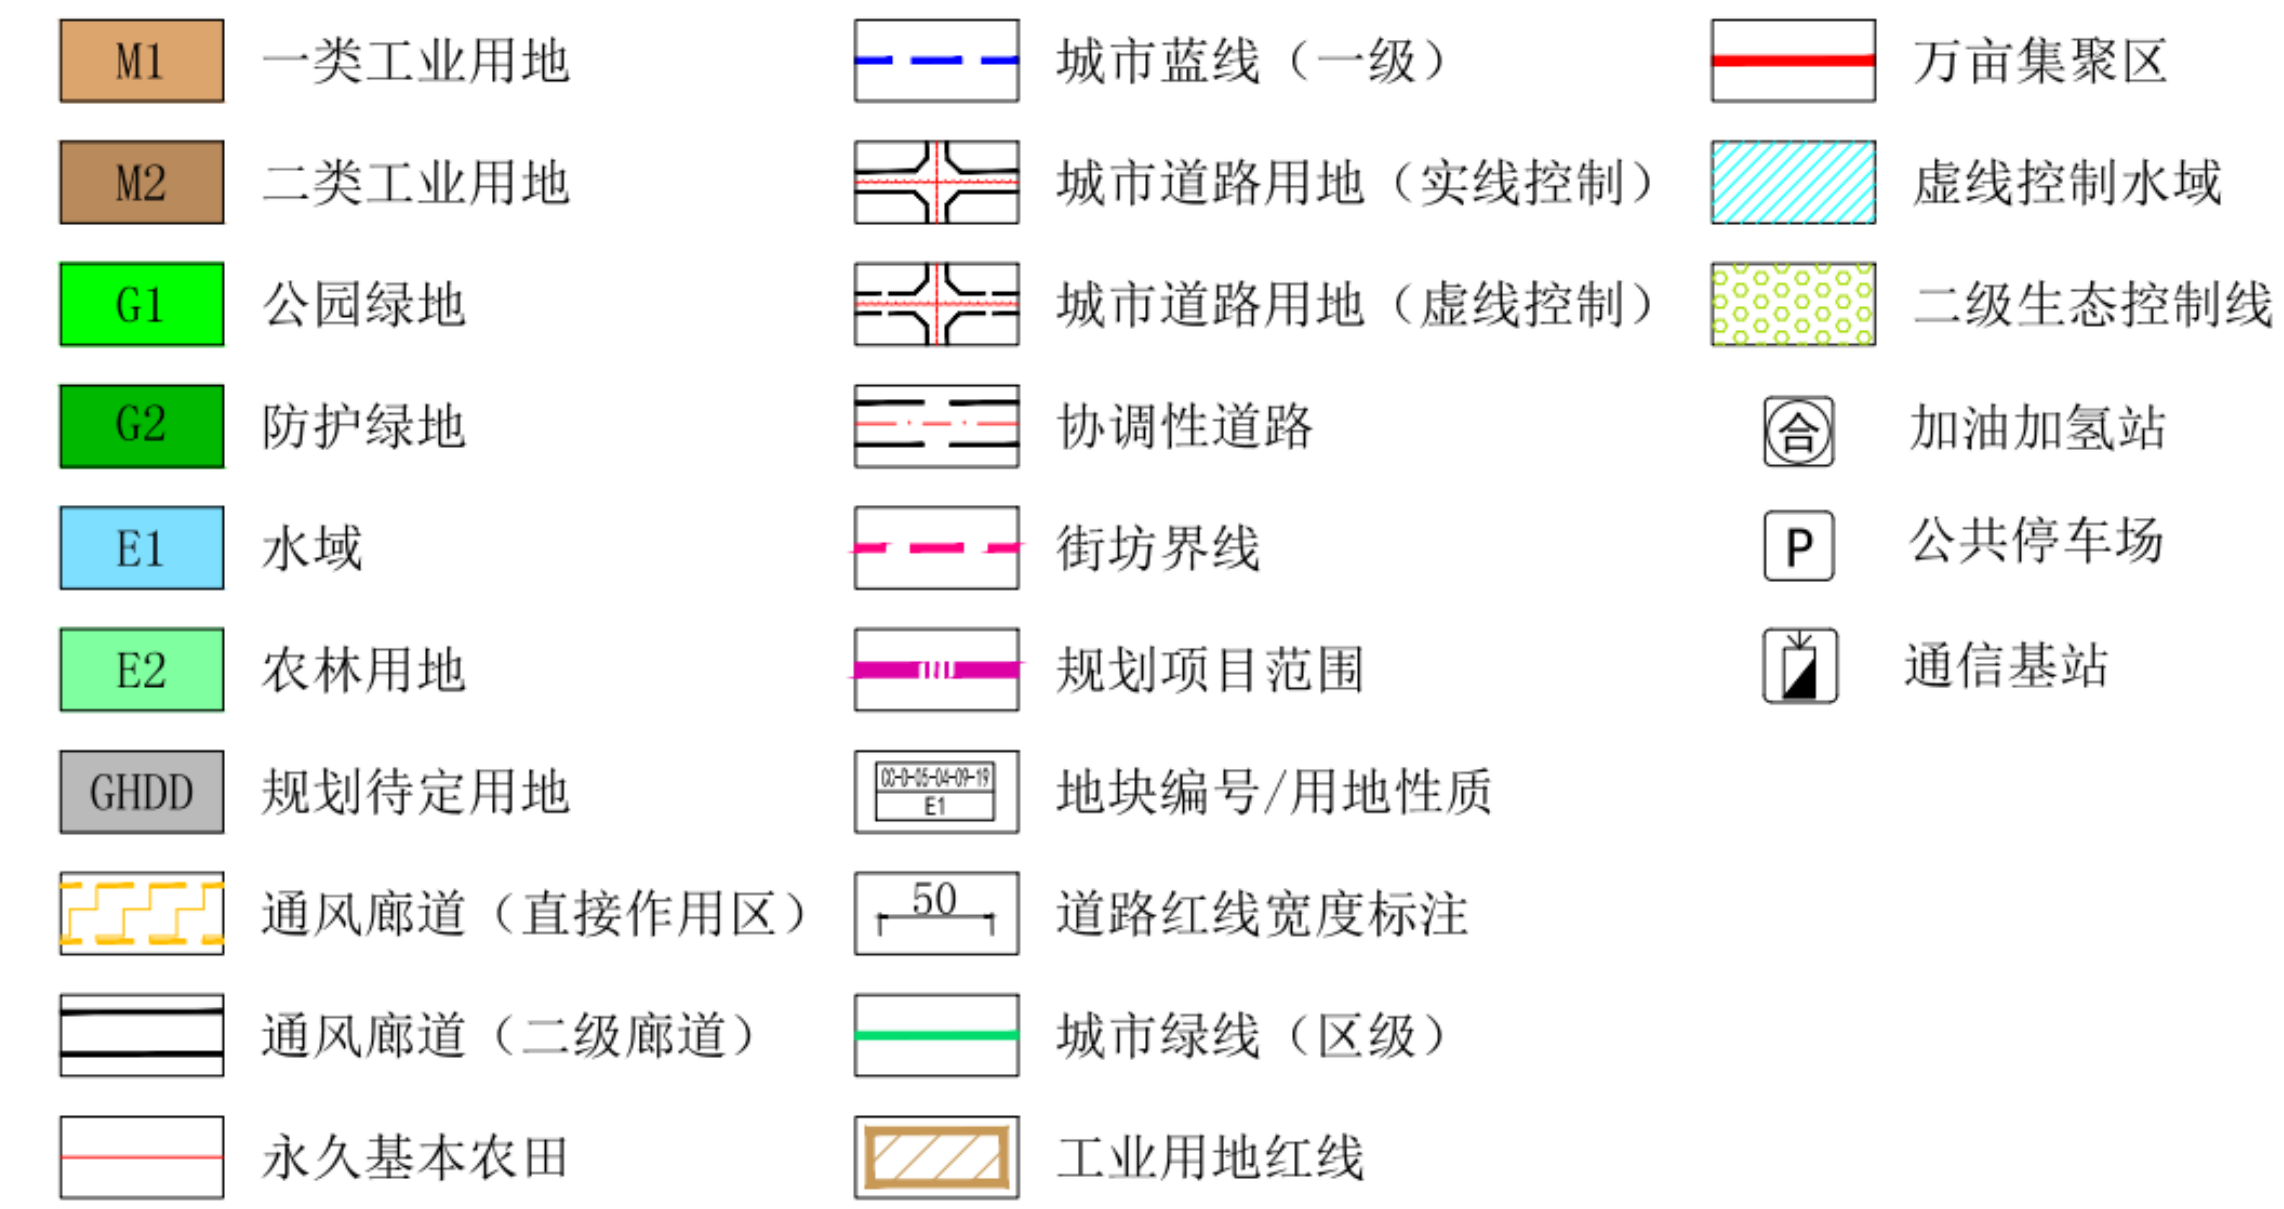 M1 一类工业用地
M2 二类工业用地
G1 公园绿地
G2 防护绿地
E1 水域
E2 农林用地
GHDD 规划待定用地
通风廊道（直接作用区）
通风廊道（二级廊道）
永久基本农田
城市蓝线（一级）
城市道路用地（实线控制）
城市道路用地（虚线控制）
协调性道路
街坊界线
规划项目范围
CC-D-05-04-09-19
E1
地块编号/用地性质
50 道路红线宽度标注
城市绿线（区级）
工业用地红线
万亩集聚区
虚线控制水域
二级生态控制线
合 加油加氢站
P 公共停车场
通信基站